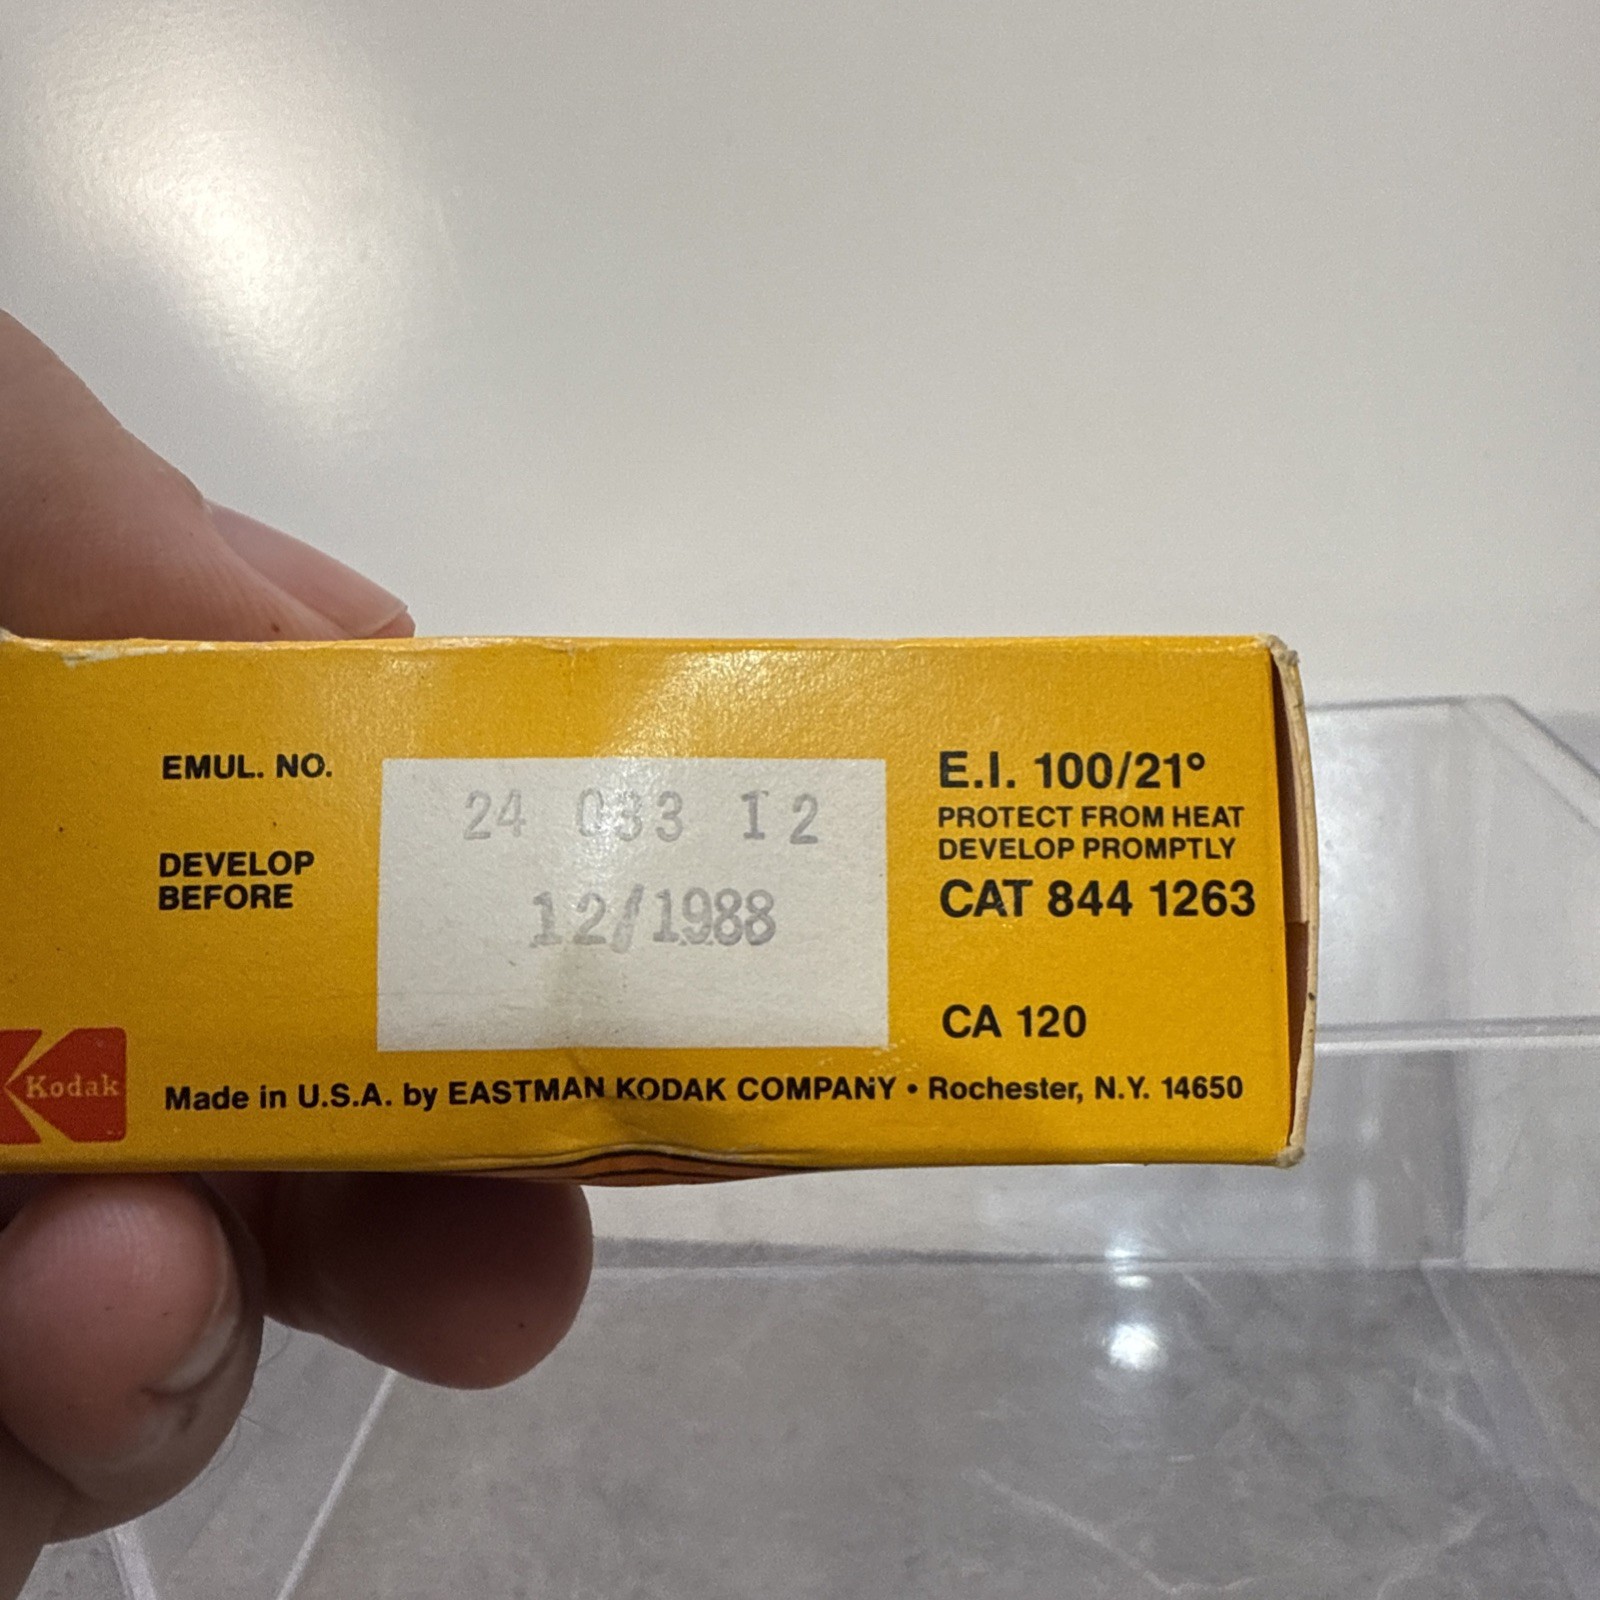 EMUL. NO.
24 033 12
DEVELOP
BEFORE
12/1988
E.I. 100/21°
PROTECT FROM HEAT
DEVELOP PROMPTLY
CAT 844 1263
CA 120
Kodak
Made in U.S.A. by EASTMAN KODAK COMPANY • Rochester, N.Y. 14650